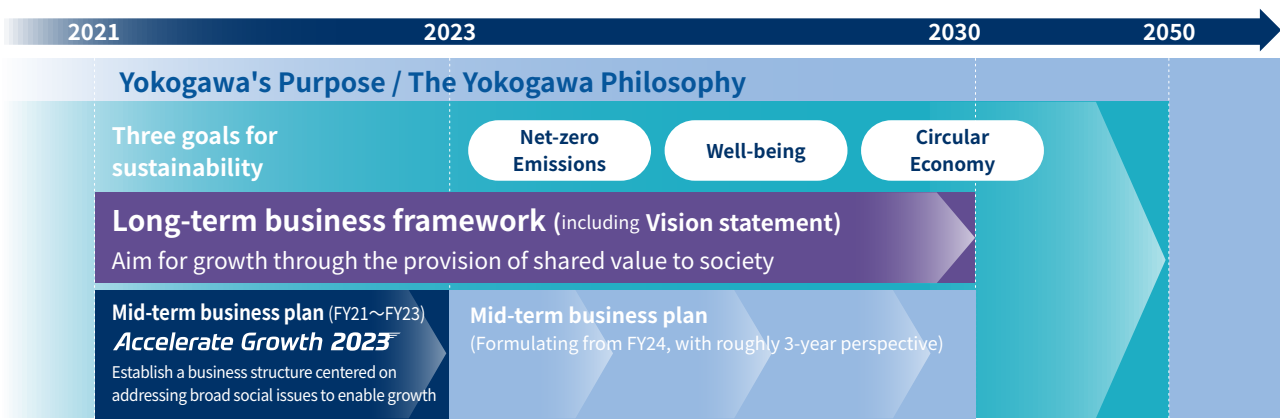 2021 2023 2030 2050
Yokogawa's Purpose / The Yokogawa Philosophy
Three goals for
sustainability
Net-zero
Emissions
Well-being
Circular
Economy
Long-term business framework (including Vision statement)
Aim for growth through the provision of shared value to society
Mid-term business plan (FY21～FY23)
Accelerate Growth 2023
Establish a business structure centered on
addressing broad social issues to enable growth
Mid-term business plan
(Formulating from FY24, with roughly 3-year perspective)